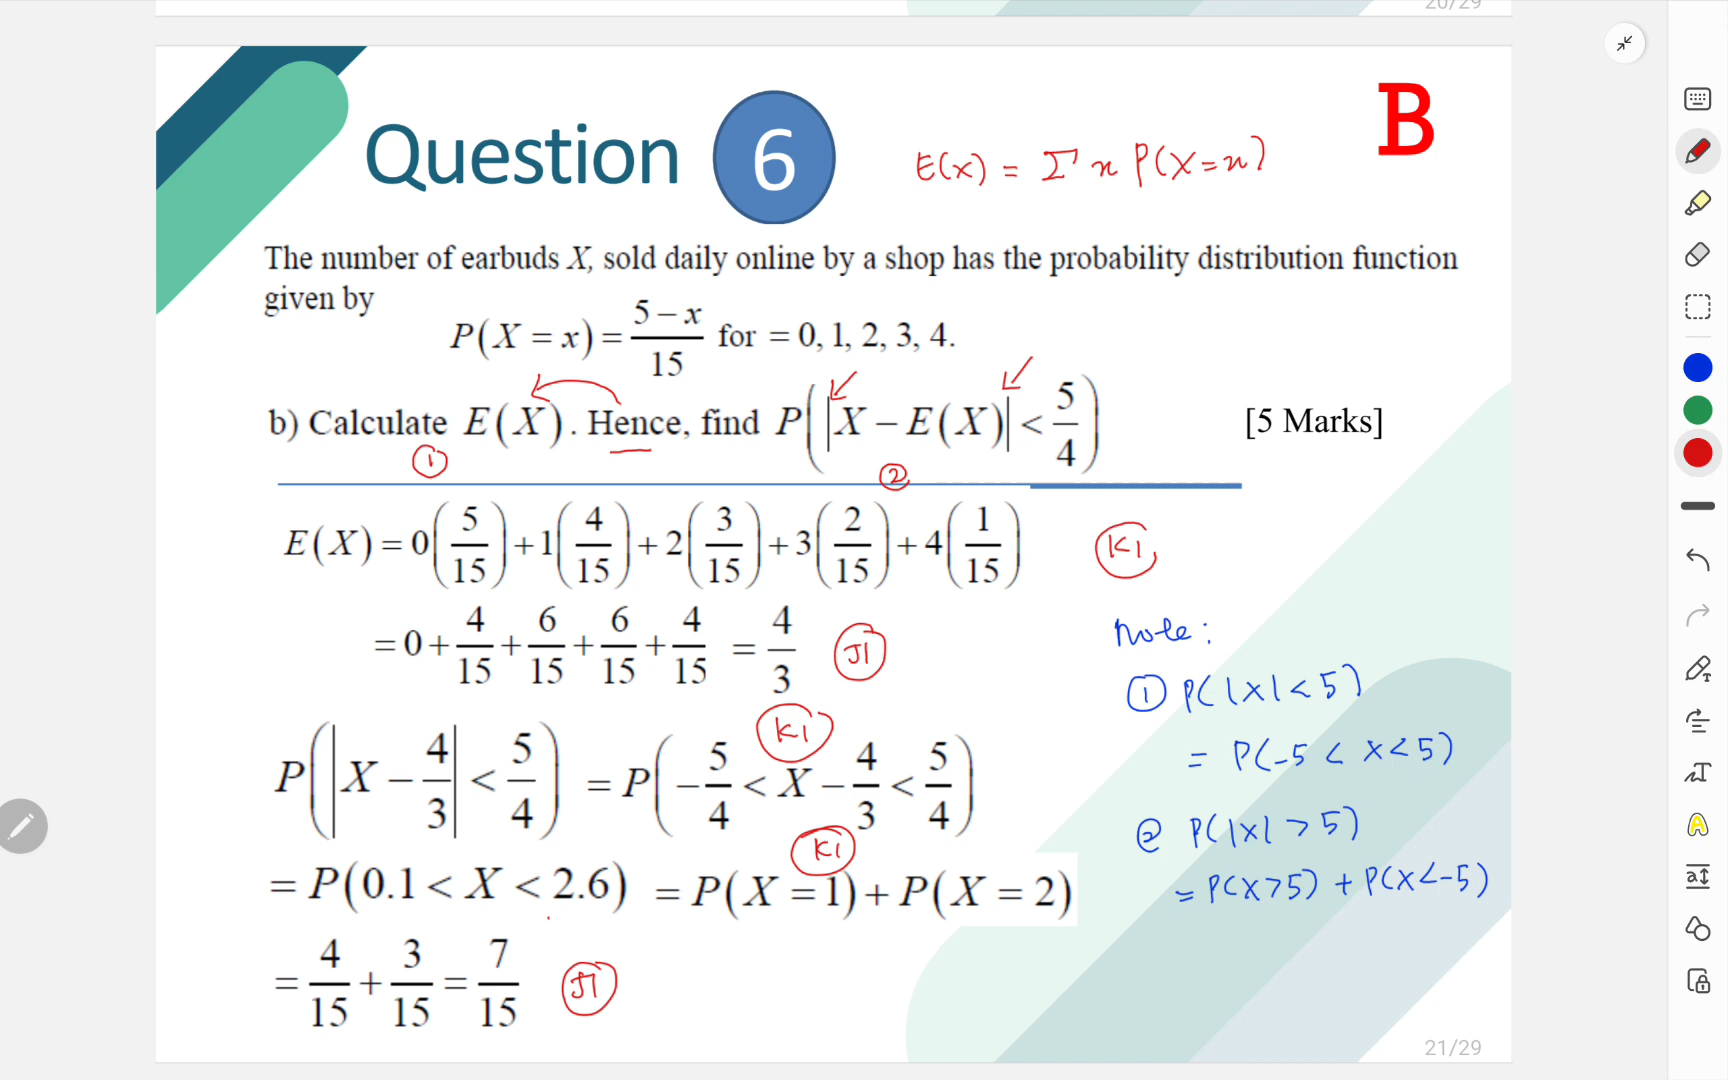 20/29
Question 6
E(x) = Σ x P(X=x)
B
The number of earbuds X, sold daily online by a shop has the probability distribution function
given by
P(X = x) = (5 − x)/15 for = 0, 1, 2, 3, 4.
b) Calculate E(X). Hence, find P(|X − E(X)| < 5/4) [5 Marks]
① ②
E(X) = 0(5/15) + 1(4/15) + 2(3/15) + 3(2/15) + 4(1/15) K1
= 0 + 4/15 + 6/15 + 6/15 + 4/15 = 4/3 J1
Note:
① P(|x| < 5)
= P(-5 < x < 5)
② P(|x| > 5)
= P(x > 5) + P(x < -5)
K1
P(|X − 4/3| < 5/4) = P(−5/4 < X − 4/3 < 5/4)
K1
= P(0.1 < X < 2.6) = P(X = 1) + P(X = 2)
= 4/15 + 3/15 = 7/15 J1
21/29